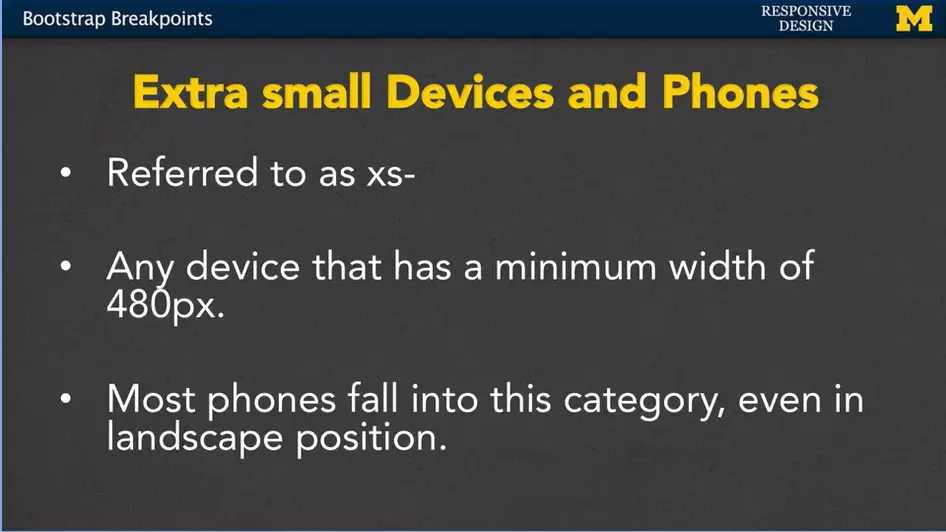 Bootstrap Breakpoints
RESPONSIVE
DESIGN
M
Extra small Devices and Phones
• Referred to as xs-
• Any device that has a minimum width of
480px.
• Most phones fall into this category, even in
landscape position.